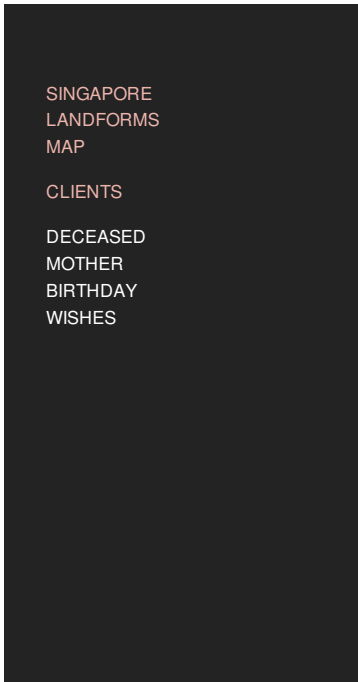 SINGAPORE
LANDFORMS
MAP
CLIENTS
DECEASED
MOTHER
BIRTHDAY
WISHES